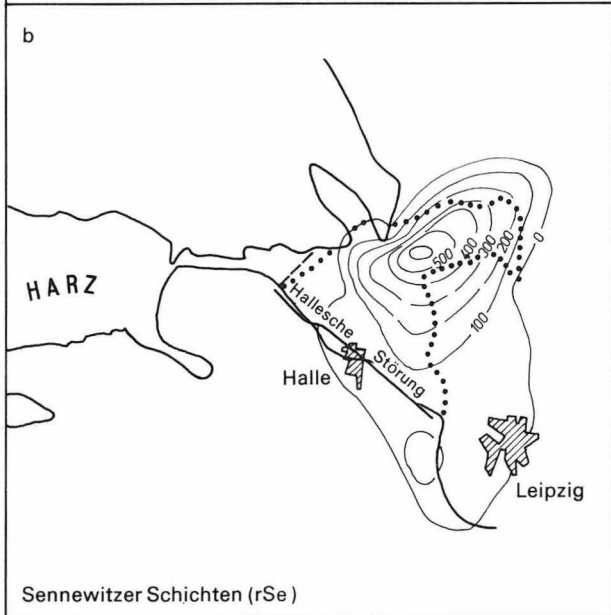 b
500
400
300
200
0
100
HARZ
Hallesche
Störung
Halle
Leipzig
Sennewitzer Schichten (rSe)